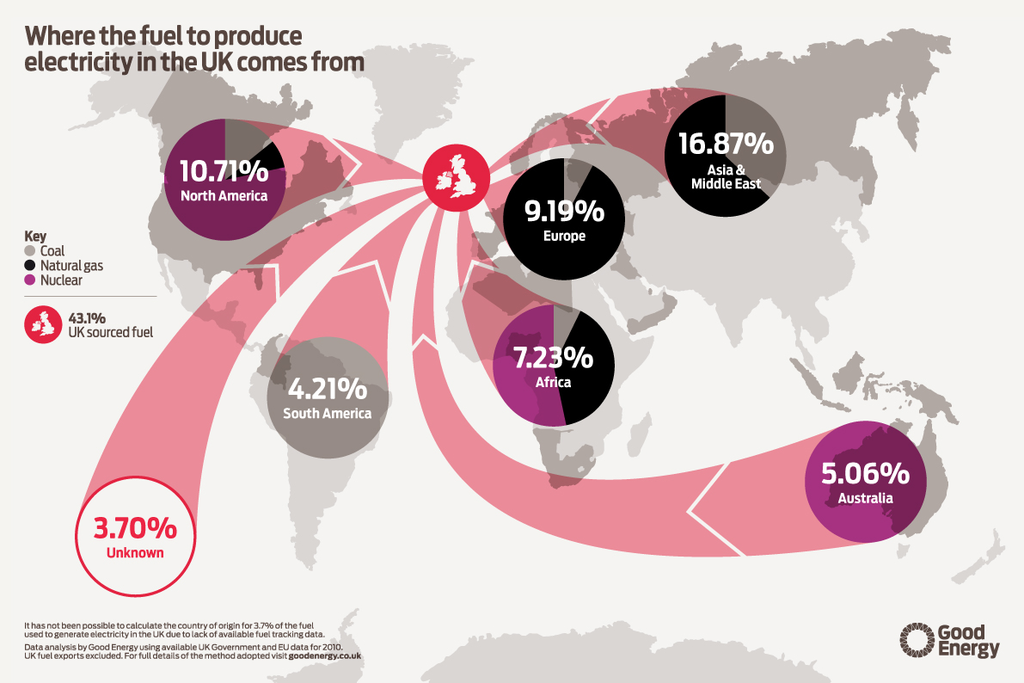 Where the fuel to produce
electricity in the UK comes from
10.71%
North America
16.87%
Asia &
Middle East
9.19%
Europe
Key
Coal
Natural gas
Nuclear
43.1%
UK sourced fuel
7.23%
Africa
4.21%
South America
5.06%
Australia
3.70%
Unknown
It has not been possible to calculate the country of origin for 3.7% of the fuel
used to generate electricity in the UK due to lack of available fuel tracking data.
Data analysis by Good Energy using available UK Government and EU data for 2010.
UK fuel exports excluded. For full details of the method adopted visit goodenergy.co.uk
Good
Energy